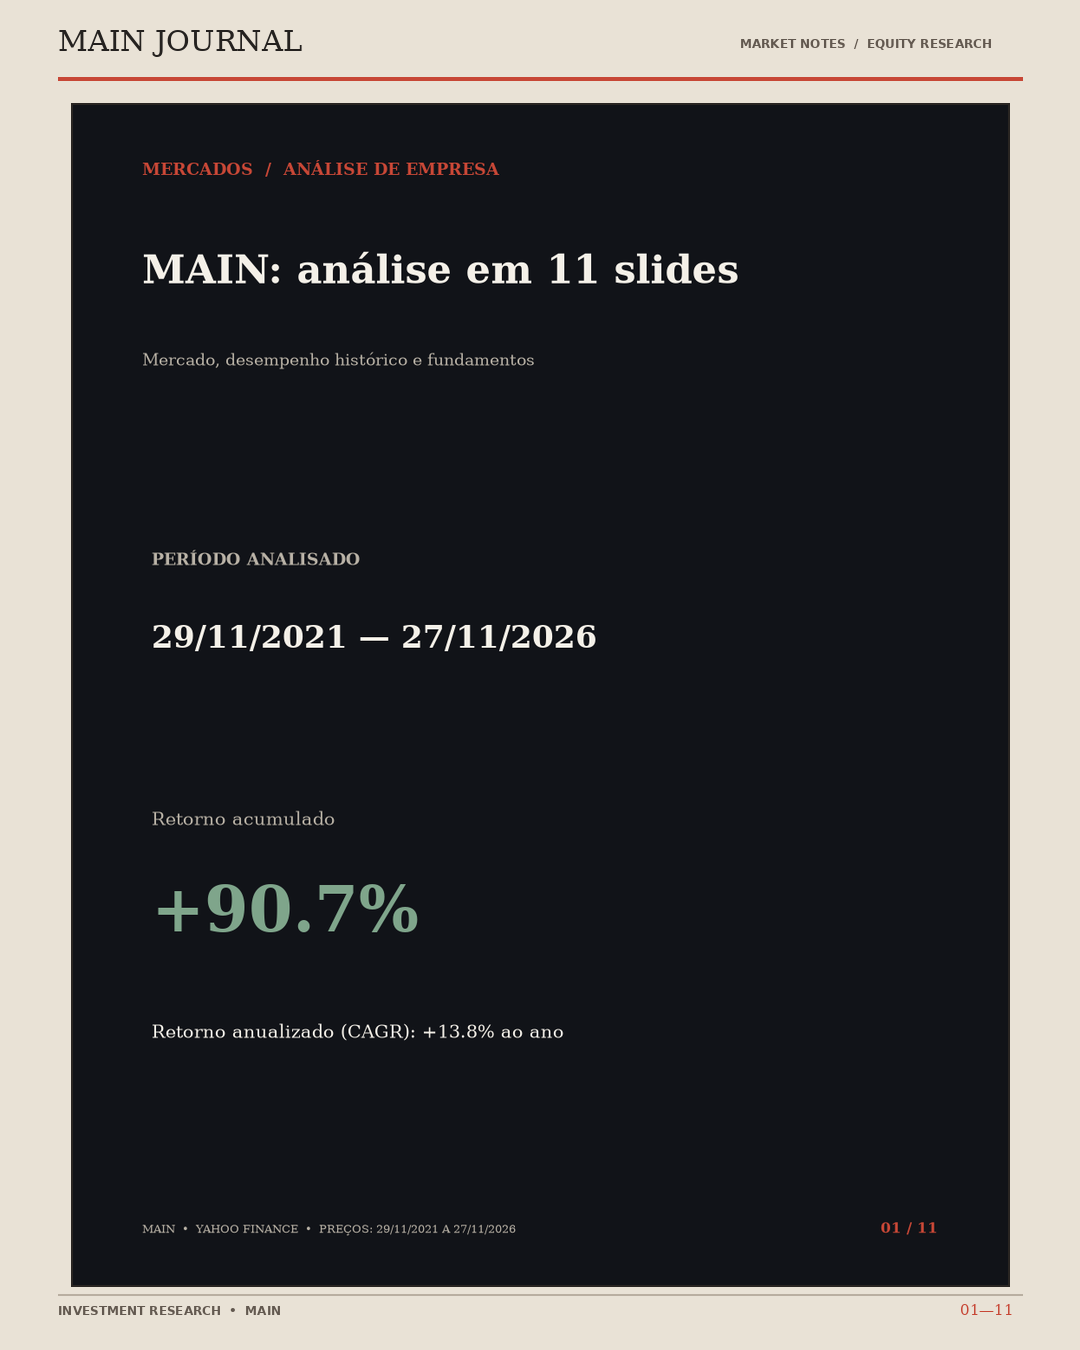 MAIN JOURNAL
MARKET NOTES / EQUITY RESEARCH
MERCADOS / ANÁLISE DE EMPRESA
MAIN: análise em 11 slides
Mercado, desempenho histórico e fundamentos
PERÍODO ANALISADO
29/11/2021 — 27/11/2026
Retorno acumulado
+90.7%
Retorno anualizado (CAGR): +13.8% ao ano
MAIN • YAHOO FINANCE • PREÇOS: 29/11/2021 A 27/11/2026
01 / 11
INVESTMENT RESEARCH • MAIN
01—11